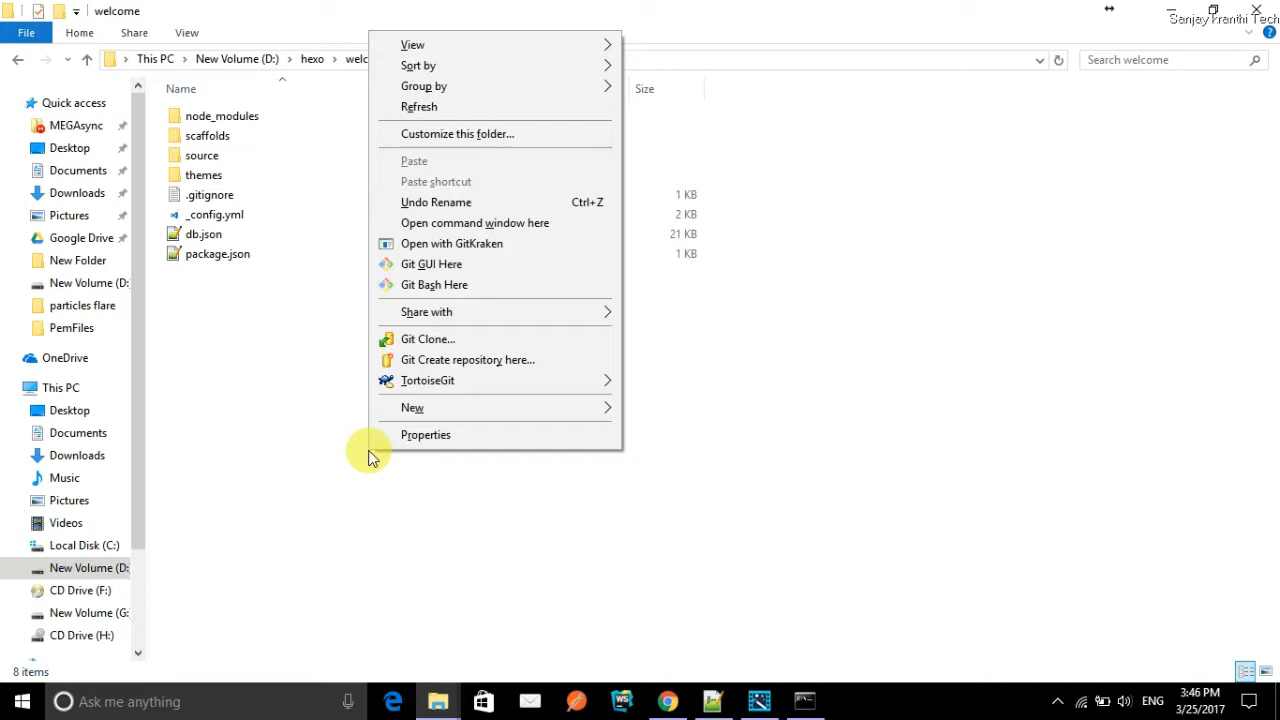 welcome
Sanjay kranthi Tech
File
Home
Share
View
This PC
New Volume (D:)
hexo
welc
Search welcome
Name
Size
Quick access
MEGAsync
Desktop
Documents
Downloads
Pictures
Google Drive
New Folder
New Volume (D:
particles flare
PemFiles
OneDrive
This PC
Desktop
Documents
Downloads
Music
Pictures
Videos
Local Disk (C:)
New Volume (D:
CD Drive (F:)
New Volume (G:
CD Drive (H:)
node_modules
scaffolds
source
themes
.gitignore
1 KB
_config.yml
2 KB
db.json
21 KB
package.json
1 KB
View
Sort by
Group by
Refresh
Customize this folder...
Paste
Paste shortcut
Undo Rename Ctrl+Z
Open command window here
Open with GitKraken
Git GUI Here
Git Bash Here
Share with
Git Clone...
Git Create repository here...
TortoiseGit
New
Properties
8 items
Ask me anything
ENG
3:46 PM
3/25/2017